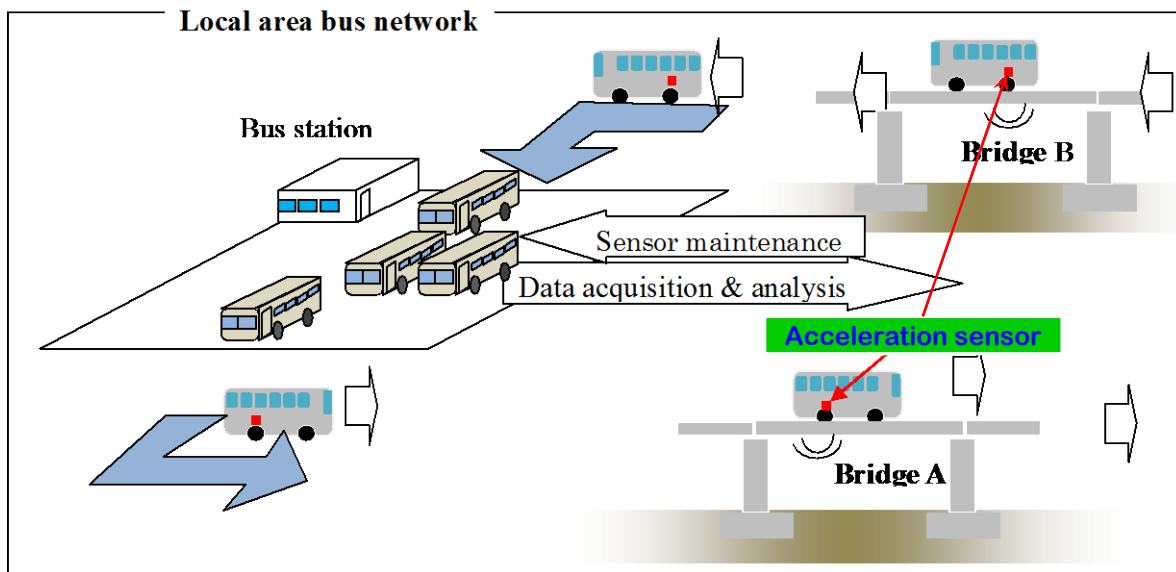 Local area bus network
Bus station
Bridge B
Sensor maintenance
Data acquisition & analysis
Acceleration sensor
Bridge A